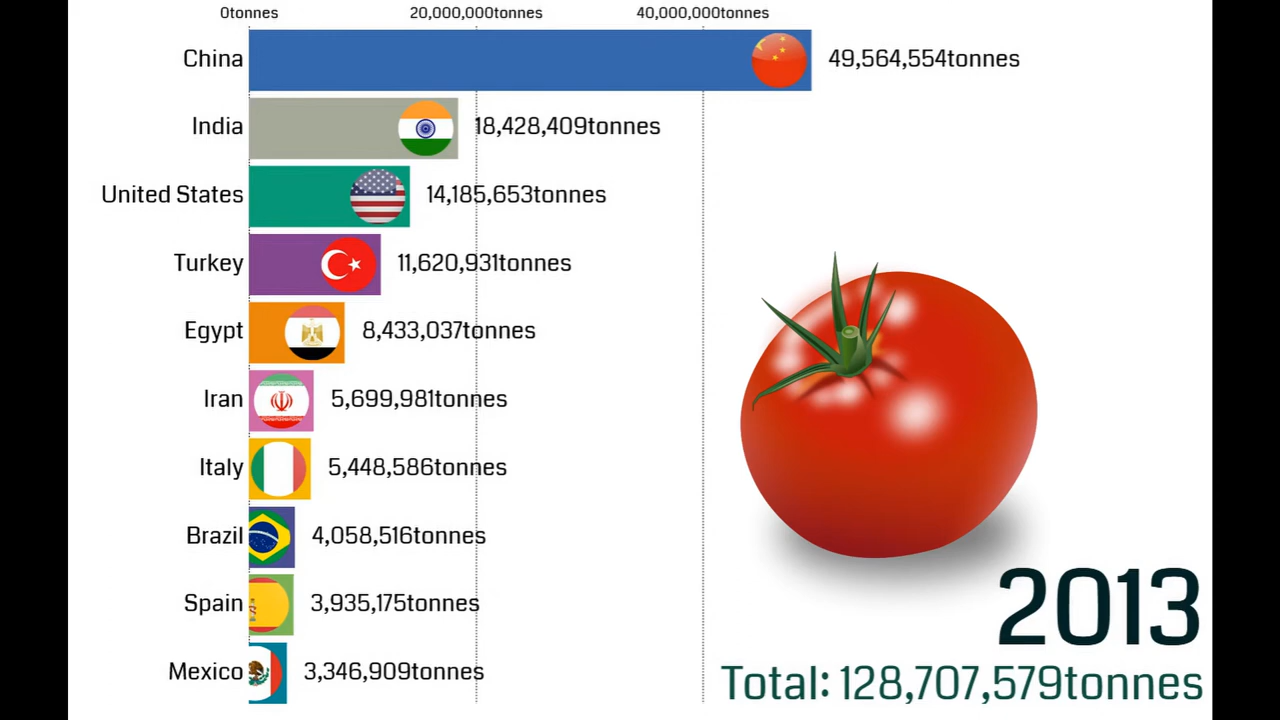 0tonnes 20,000,000tonnes 40,000,000tonnes
China 49,564,554tonnes
India 18,428,409tonnes
United States 14,185,653tonnes
Turkey 11,620,931tonnes
Egypt 8,433,037tonnes
Iran 5,699,981tonnes
Italy 5,448,586tonnes
Brazil 4,058,516tonnes
Spain 3,935,175tonnes
Mexico 3,346,909tonnes
2013
Total: 128,707,579tonnes